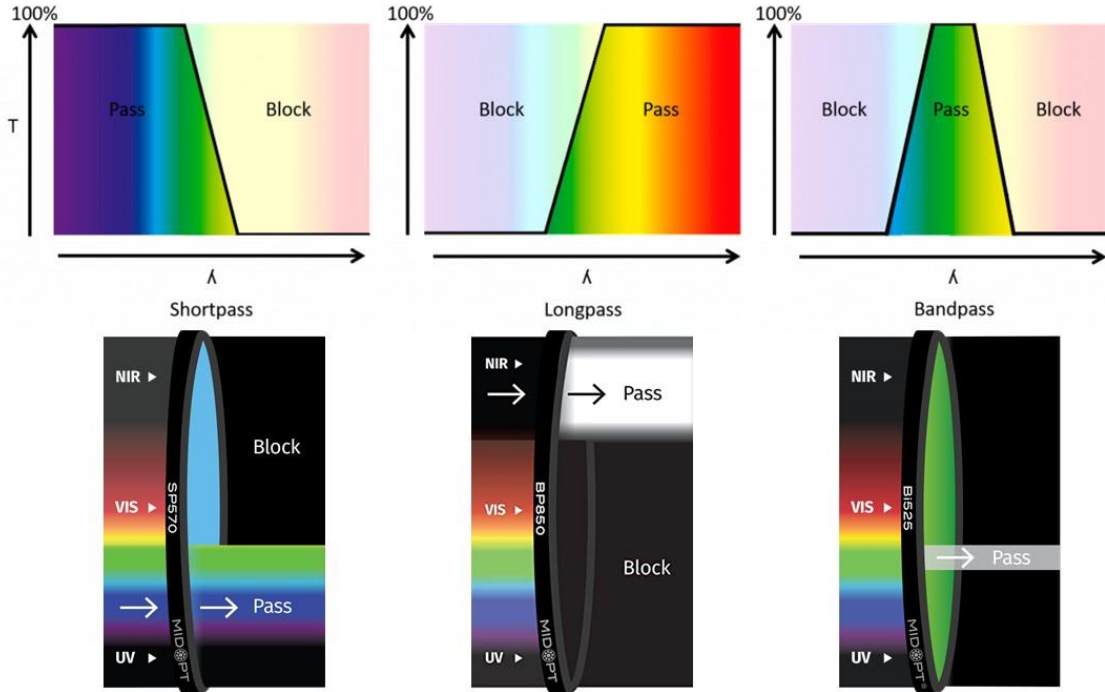 100%
Pass
Block
T
λ
Shortpass
100%
Block
Pass
λ
Longpass
100%
Block
Pass
Block
λ
Bandpass
NIR
VIS
UV
SP570
MIDOPT
Block
Pass
NIR
VIS
UV
BP850
MIDOPT
Pass
Block
NIR
VIS
UV
Bi525
MIDOPT
Pass